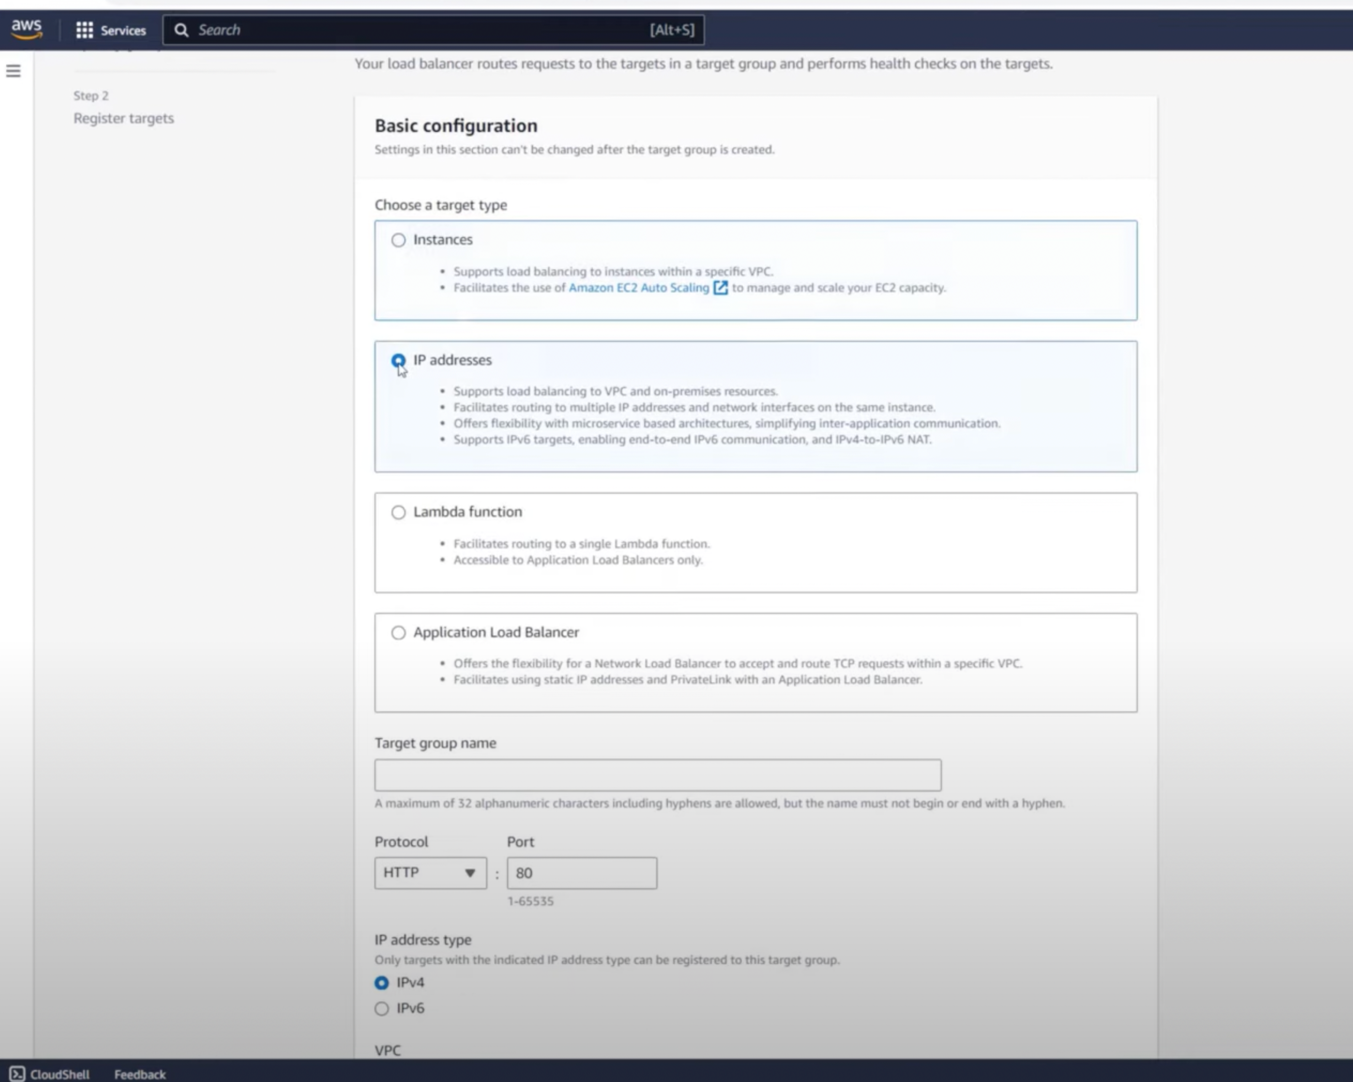 aws
Services
Search
[Alt+S]
Your load balancer routes requests to the targets in a target group and performs health checks on the targets.
Step 2
Register targets
Basic configuration
Settings in this section can't be changed after the target group is created.
Choose a target type
Instances
• Supports load balancing to instances within a specific VPC.
• Facilitates the use of Amazon EC2 Auto Scaling to manage and scale your EC2 capacity.
IP addresses
• Supports load balancing to VPC and on-premises resources.
• Facilitates routing to multiple IP addresses and network interfaces on the same instance.
• Offers flexibility with microservice based architectures, simplifying inter-application communication.
• Supports IPv6 targets, enabling end-to-end IPv6 communication, and IPv4-to-IPv6 NAT.
Lambda function
• Facilitates routing to a single Lambda function.
• Accessible to Application Load Balancers only.
Application Load Balancer
• Offers the flexibility for a Network Load Balancer to accept and route TCP requests within a specific VPC.
• Facilitates using static IP addresses and PrivateLink with an Application Load Balancer.
Target group name
A maximum of 32 alphanumeric characters including hyphens are allowed, but the name must not begin or end with a hyphen.
Protocol Port
HTTP : 80
1-65535
IP address type
Only targets with the indicated IP address type can be registered to this target group.
IPv4
IPv6
VPC
CloudShell Feedback